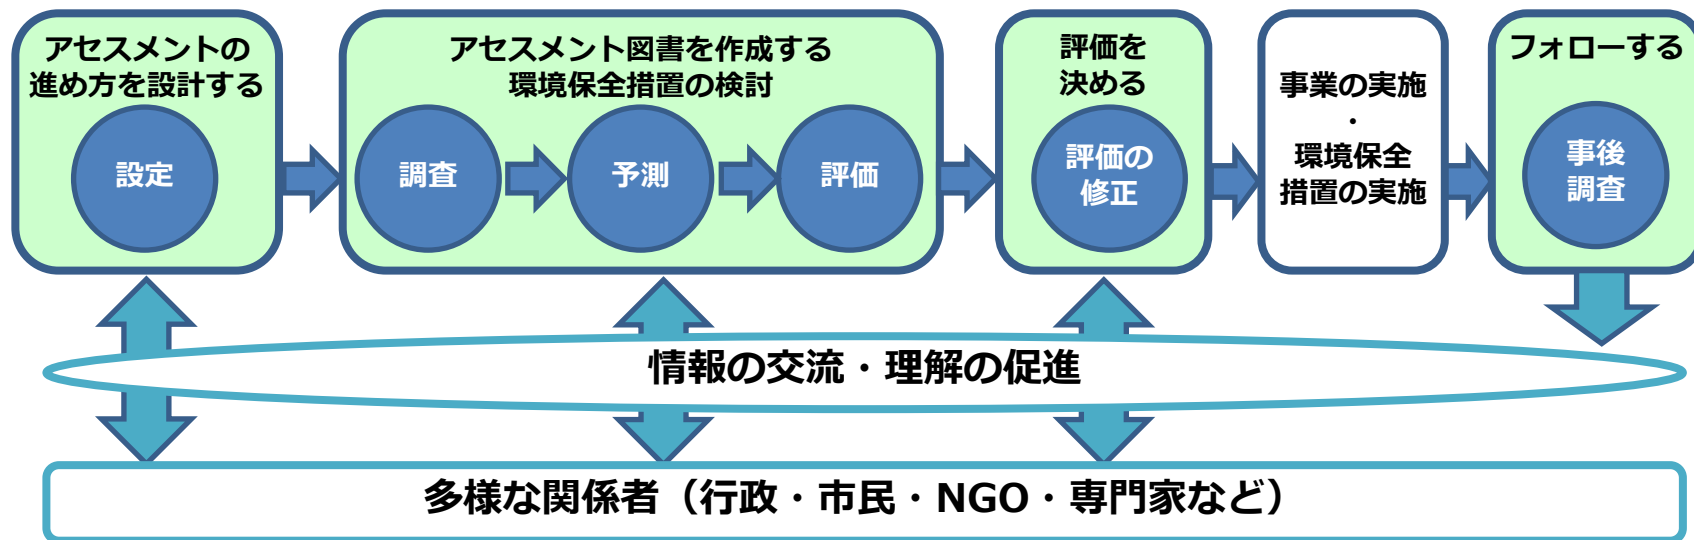 アセスメントの
進め方を設計する
設定
アセスメント図書を作成する
環境保全措置の検討
調査
予測
評価
評価を
決める
評価の
修正
事業の実施
・
環境保全
措置の実施
フォローする
事後
調査
情報の交流・理解の促進
多様な関係者（行政・市民・NGO・専門家など）